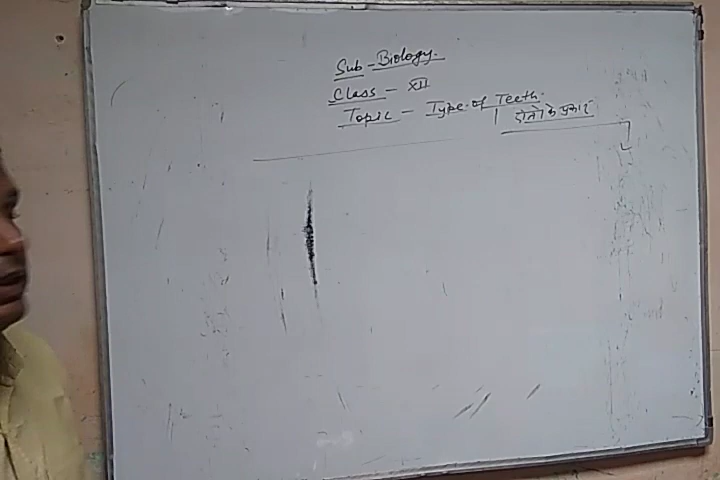 Sub - Biology.
Class - XII
Topic - Type of Teeth.
दांतो के प्रकार